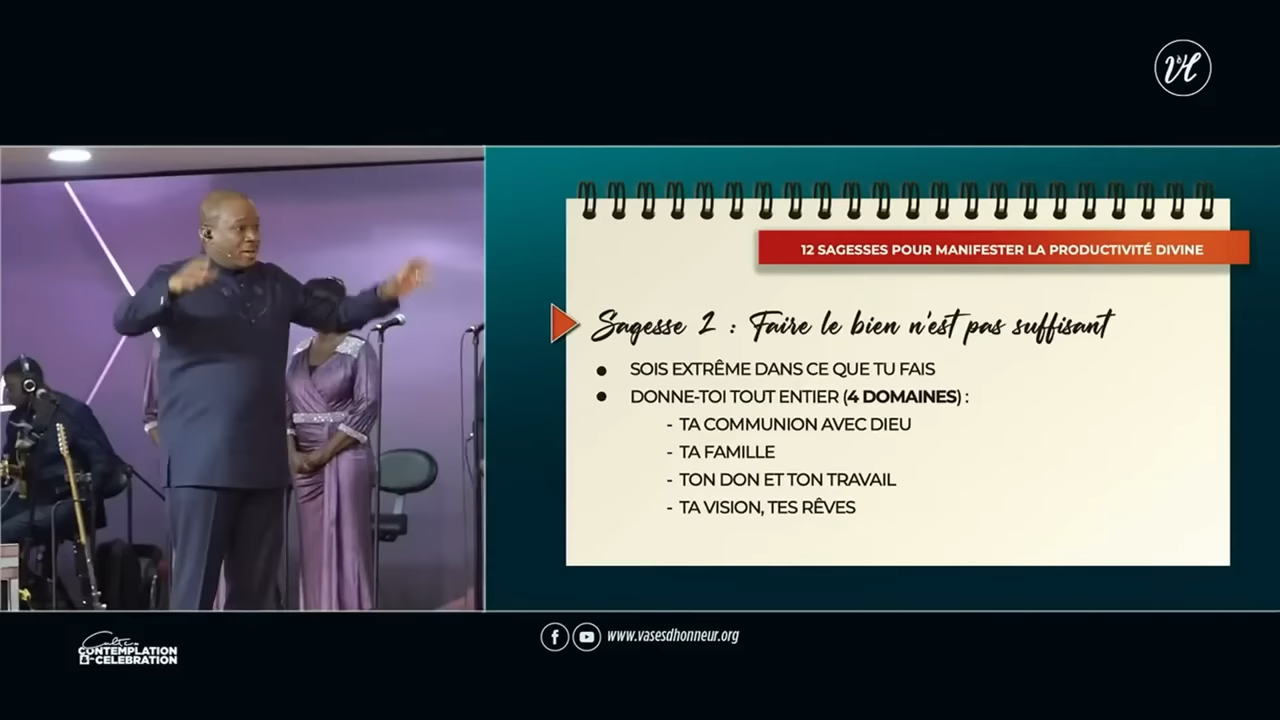 VH
12 SAGESSES POUR MANIFESTER LA PRODUCTIVITÉ DIVINE
Sagesse 2 : Faire le bien n'est pas suffisant
● SOIS EXTRÊME DANS CE QUE TU FAIS
● DONNE-TOI TOUT ENTIER (4 DOMAINES) :
- TA COMMUNION AVEC DIEU
- TA FAMILLE
- TON DON ET TON TRAVAIL
- TA VISION, TES RÊVES
www.vasesdhonneur.org
Culte
CONTEMPLATION
&-CELEBRATION